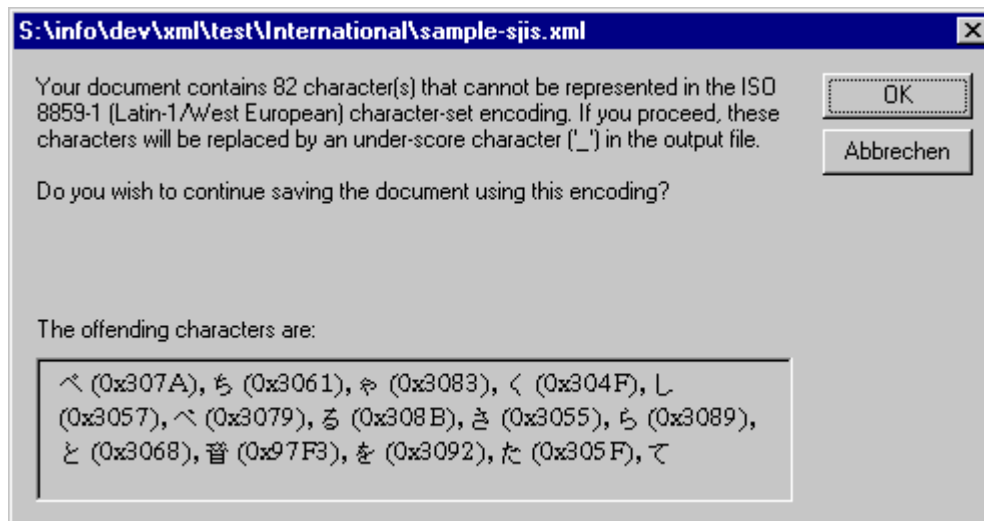 S:\info\dev\xml\test\International\sample-sjis.xml
Your document contains 82 character(s) that cannot be represented in the ISO
8859-1 (Latin-1/West European) character-set encoding. If you proceed, these
characters will be replaced by an under-score character ('_') in the output file.
OK
Abbrechen
Do you wish to continue saving the document using this encoding?
The offending characters are:
ぺ (0x307A), ち (0x3061), ゃ (0x3083), く (0x304F), し
(0x3057), べ (0x3079), る (0x308B), さ (0x3055), ら (0x3089),
と (0x3068), 音 (0x97F3), を (0x3092), た (0x305F), て